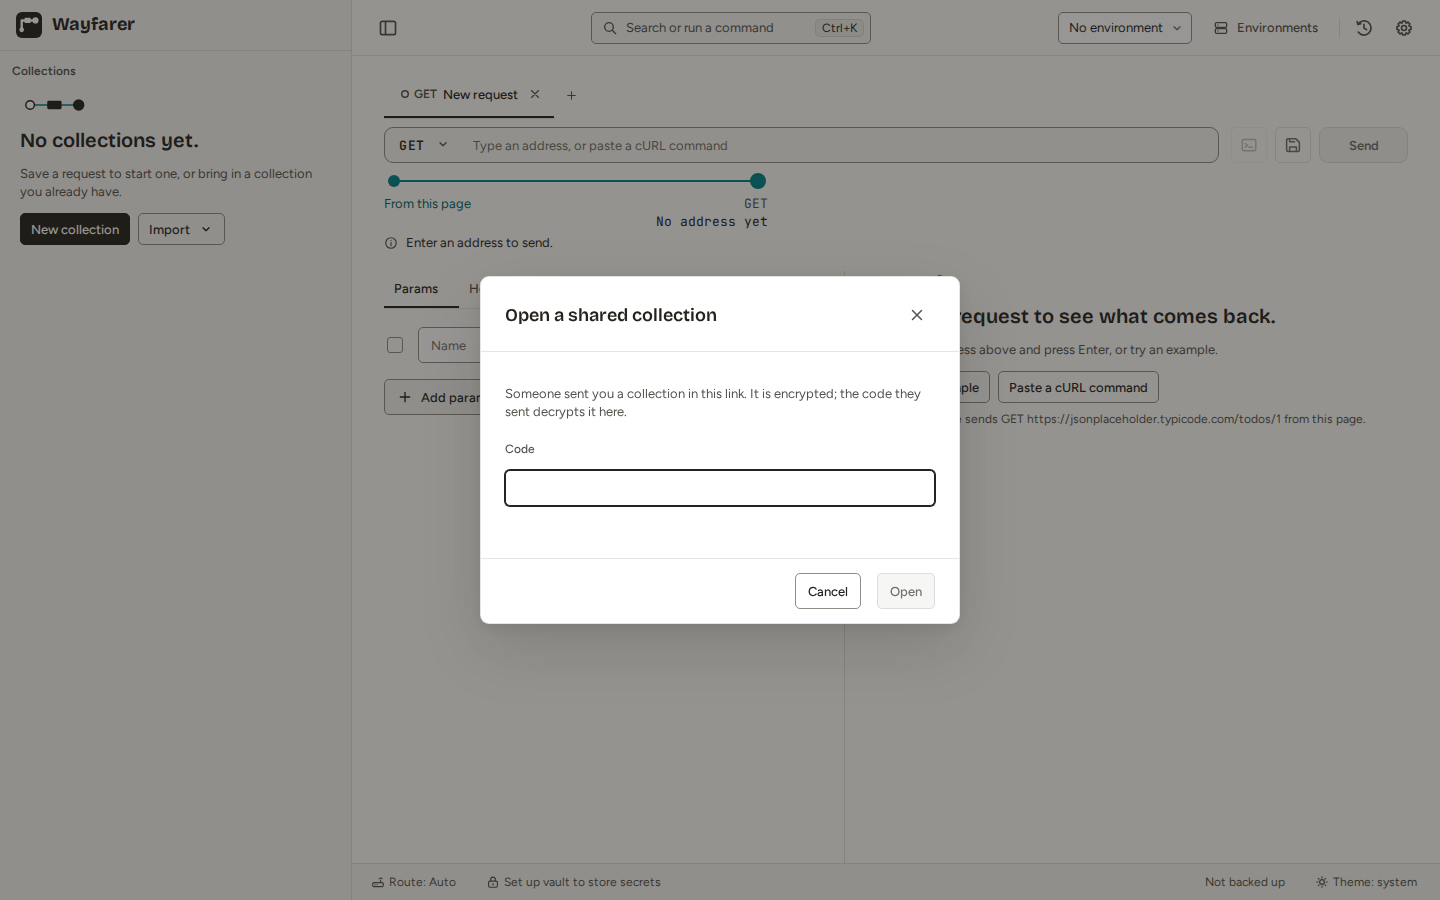 Wayfarer
Search or run a command
Ctrl+K
No environment
Environments
Collections
No collections yet.
Save a request to start one, or bring in a collection
you already have.
New collection
Import
GET New request
GET
Type an address, or paste a cURL command
Send
From this page
GET
No address yet
Enter an address to send.
Params
Name
Add
request to see what comes back.
above and press Enter, or try an example.
Paste a cURL command
sends GET https://jsonplaceholder.typicode.com/todos/1 from this page.
Open a shared collection
Someone sent you a collection in this link. It is encrypted; the code they
sent decrypts it here.
Code
Cancel
Open
Route: Auto
Set up vault to store secrets
Not backed up
Theme: system